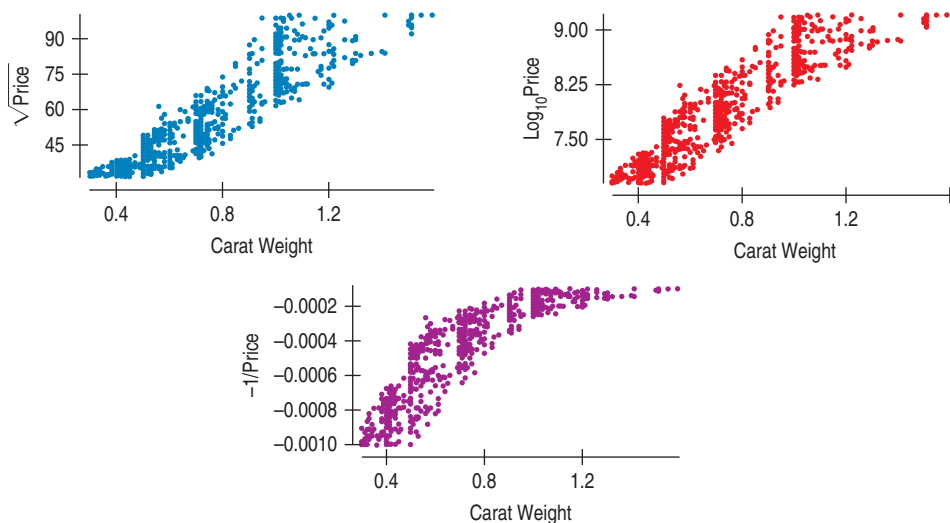 √Price
90
75
60
45
0.4 0.8 1.2
Carat Weight
Log₁₀Price
9.00
8.25
7.50
0.4 0.8 1.2
Carat Weight
–1/Price
–0.0002
–0.0004
–0.0006
–0.0008
–0.0010
0.4 0.8 1.2
Carat Weight